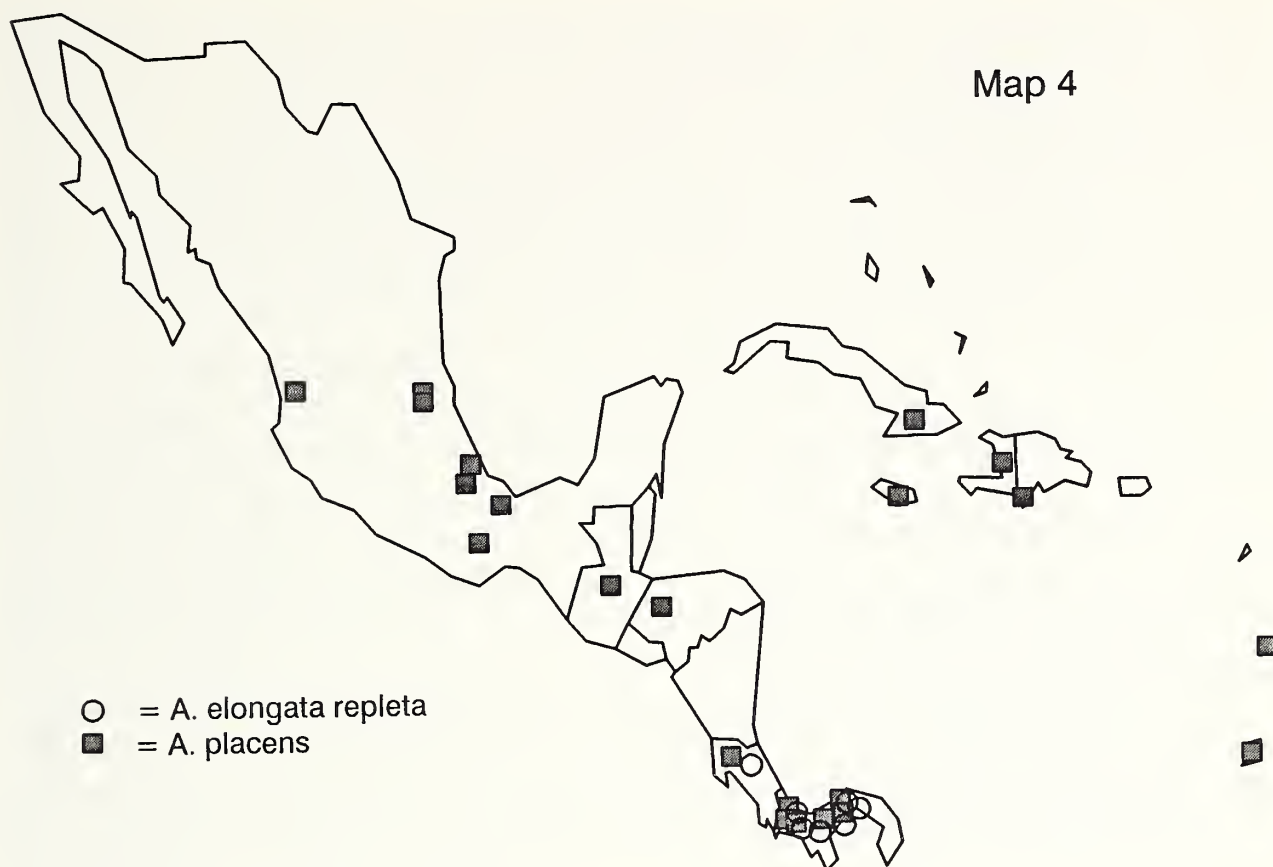 Map 4
○ = A. elongata repleta
■ = A. placens